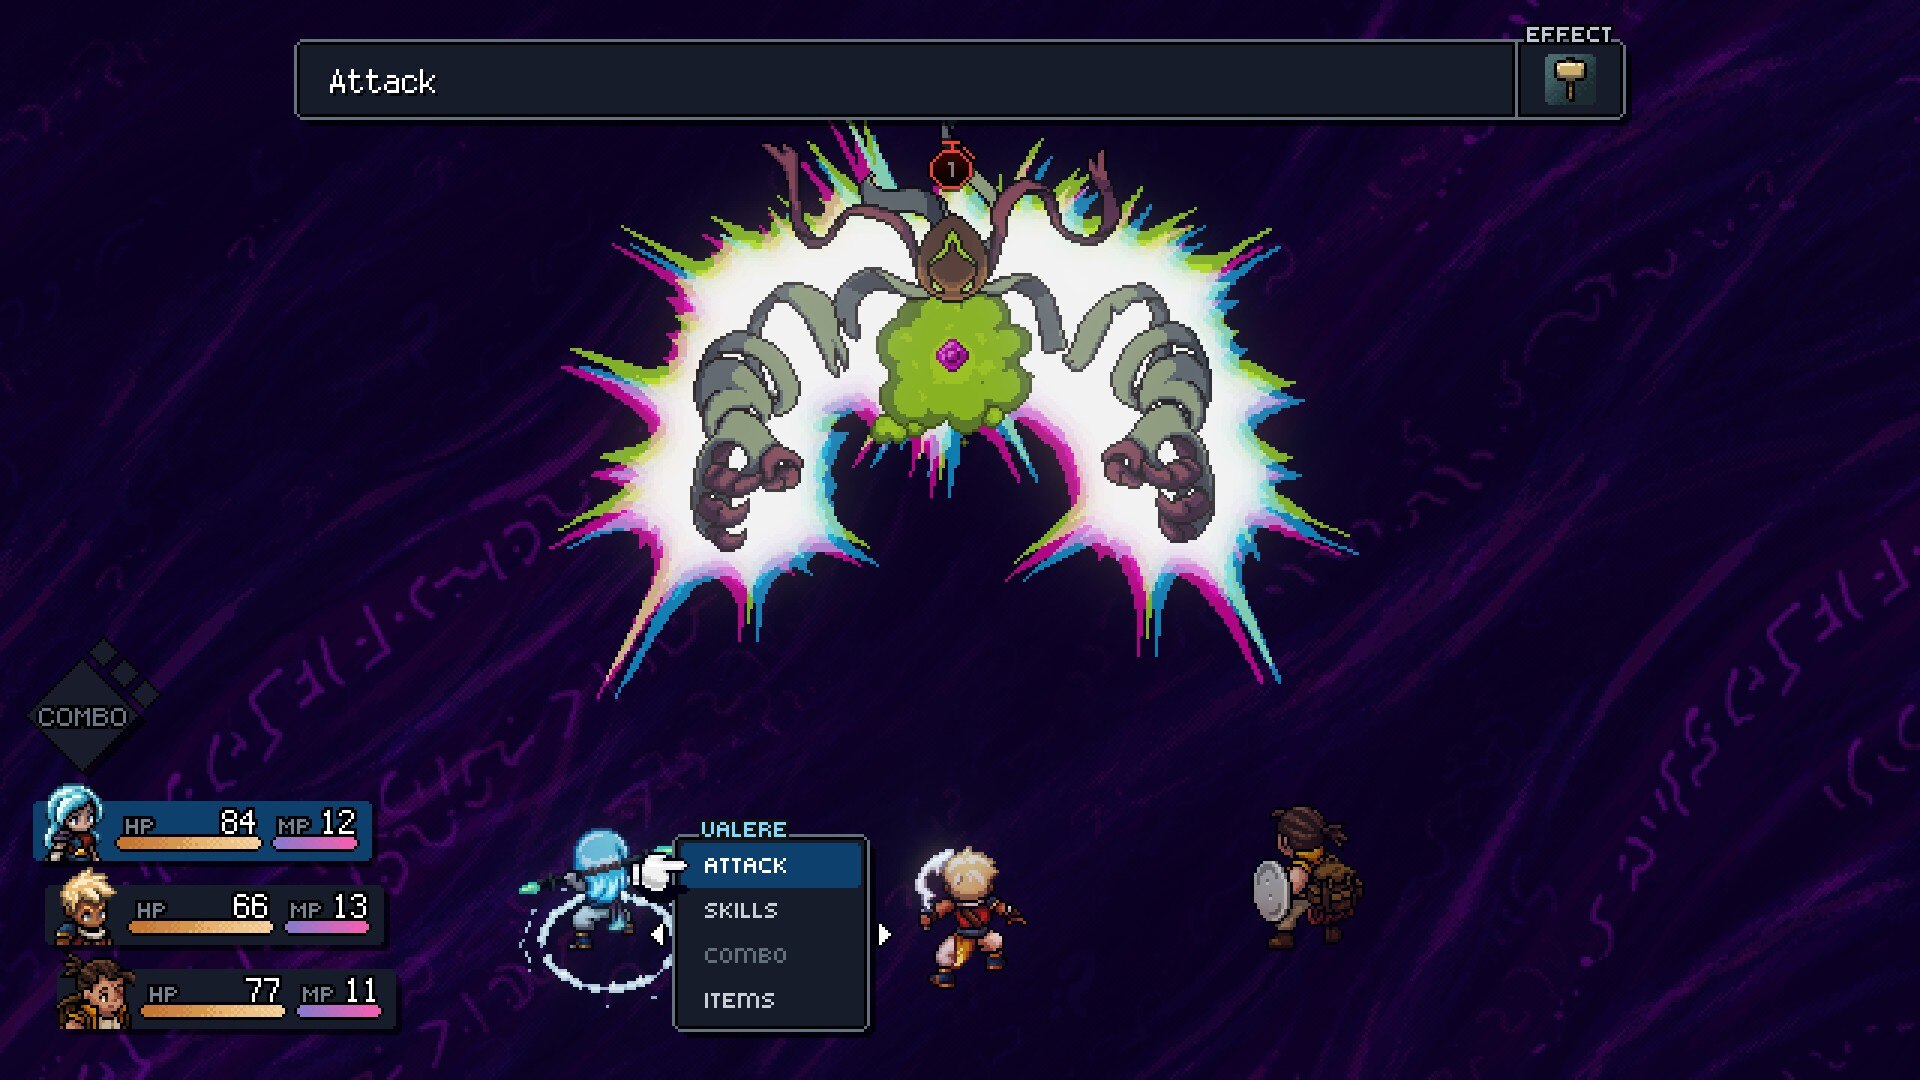 EFFECT
Attack
1
COMBO
HP 84 MP 12
HP 66 MP 13
HP 77 MP 11
VALERE
ATTACK
SKILLS
COMBO
ITEMS